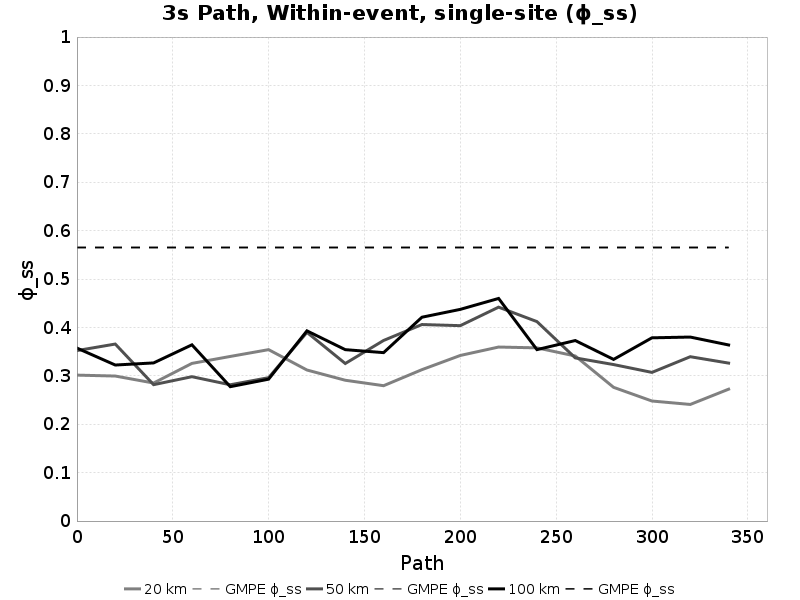 3s Path, Within-event, single-site (ϕ_ss)
1
0.9
0.8
0.7
0.6
0.5
0.4
0.3
0.2
0.1
0
ϕ_ss
0 50 100 150 200 250 300 350
Path
20 km GMPE ϕ_ss 50 km GMPE ϕ_ss 100 km GMPE ϕ_ss